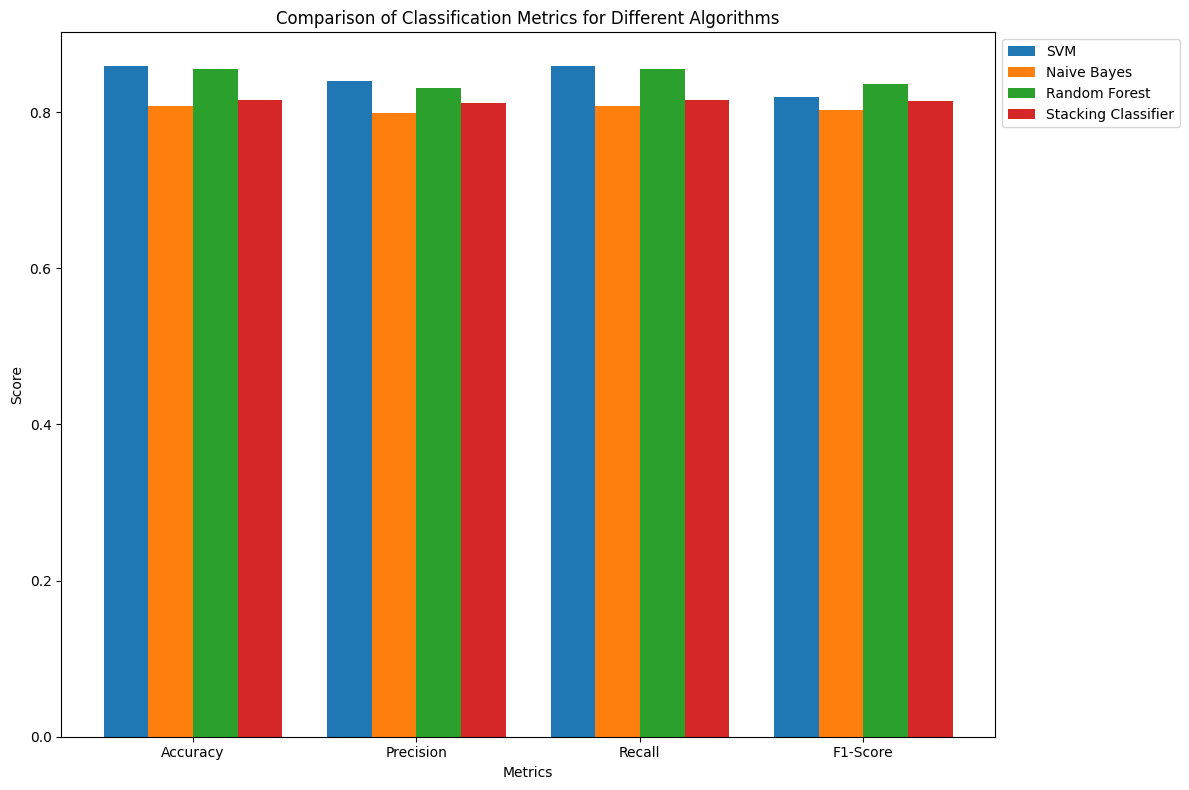 Comparison of Classification Metrics for Different Algorithms
SVM
Naive Bayes
Random Forest
Stacking Classifier
Score
0.8
0.6
0.4
0.2
0.0
Accuracy Precision Recall F1-Score
Metrics